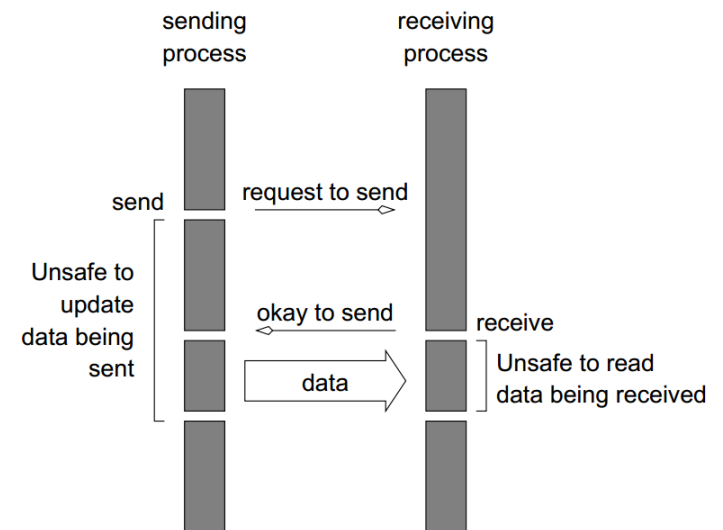 sending
process
receiving
process
send
request to send
Unsafe to
update
data being
sent
okay to send
receive
data
Unsafe to read
data being received